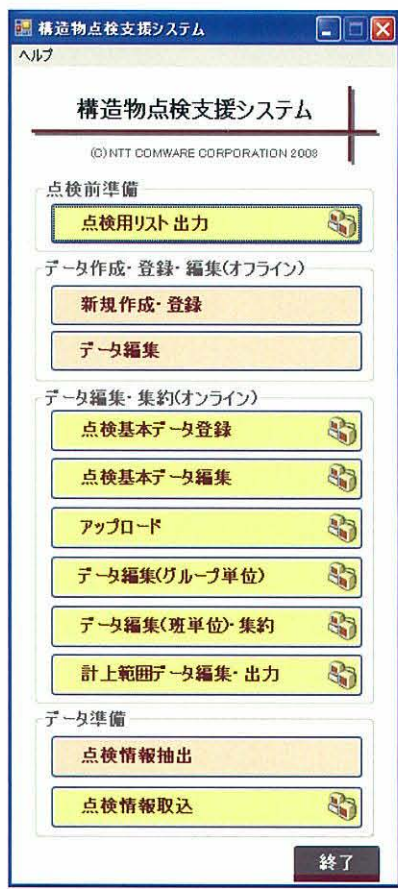 構造物点検支援システム
ヘルプ
構造物点検支援システム
(C)NTT COMWARE CORPORATION 2008
点検前準備
点検用リスト出力
データ作成・登録・編集(オフライン)
新規作成・登録
データ編集
データ編集・集約(オンライン)
点検基本データ登録
点検基本データ編集
アップロード
データ編集(グループ単位)
データ編集(班単位)・集約
計上範囲データ編集・出力
データ準備
点検情報抽出
点検情報取込
終了